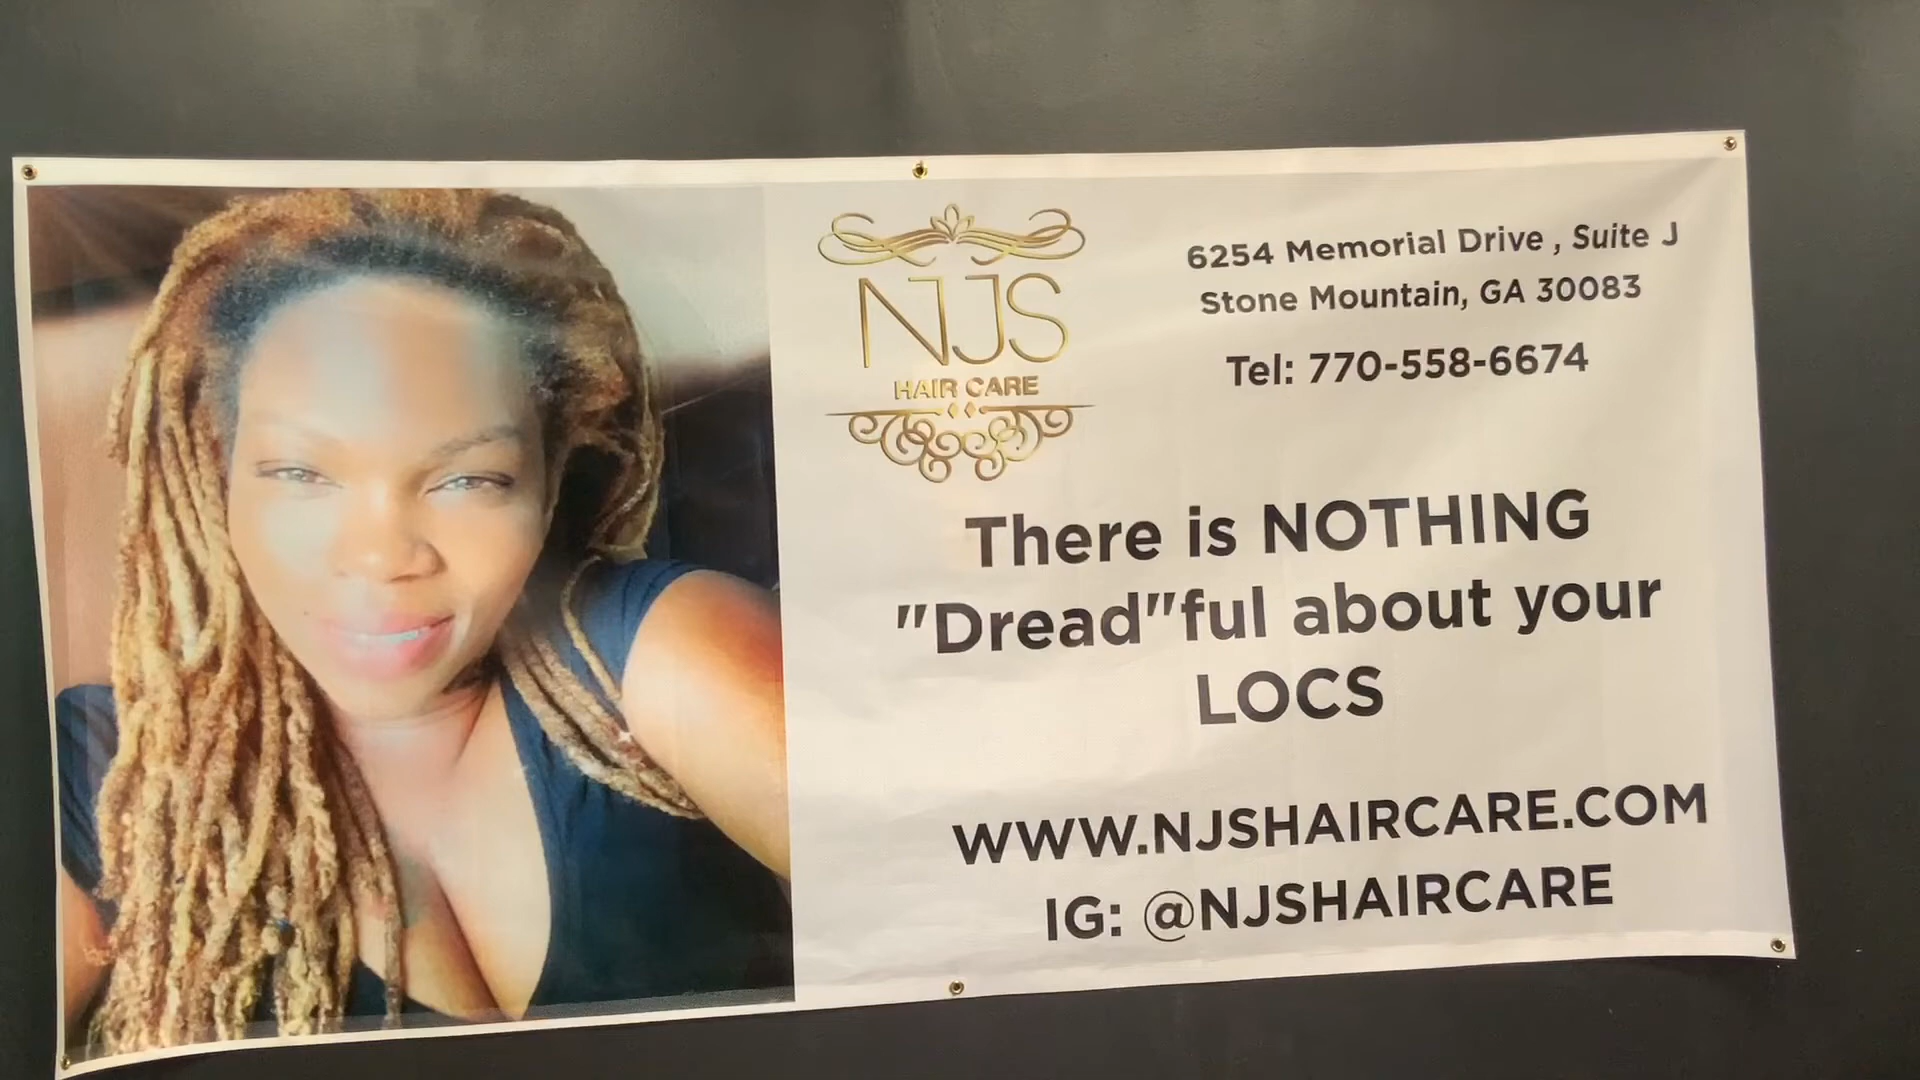 NJS
HAIR CARE
6254 Memorial Drive , Suite J
Stone Mountain, GA 30083
Tel: 770-558-6674
There is NOTHING
"Dread"ful about your
LOCS
WWW.NJSHAIRCARE.COM
IG: @NJSHAIRCARE